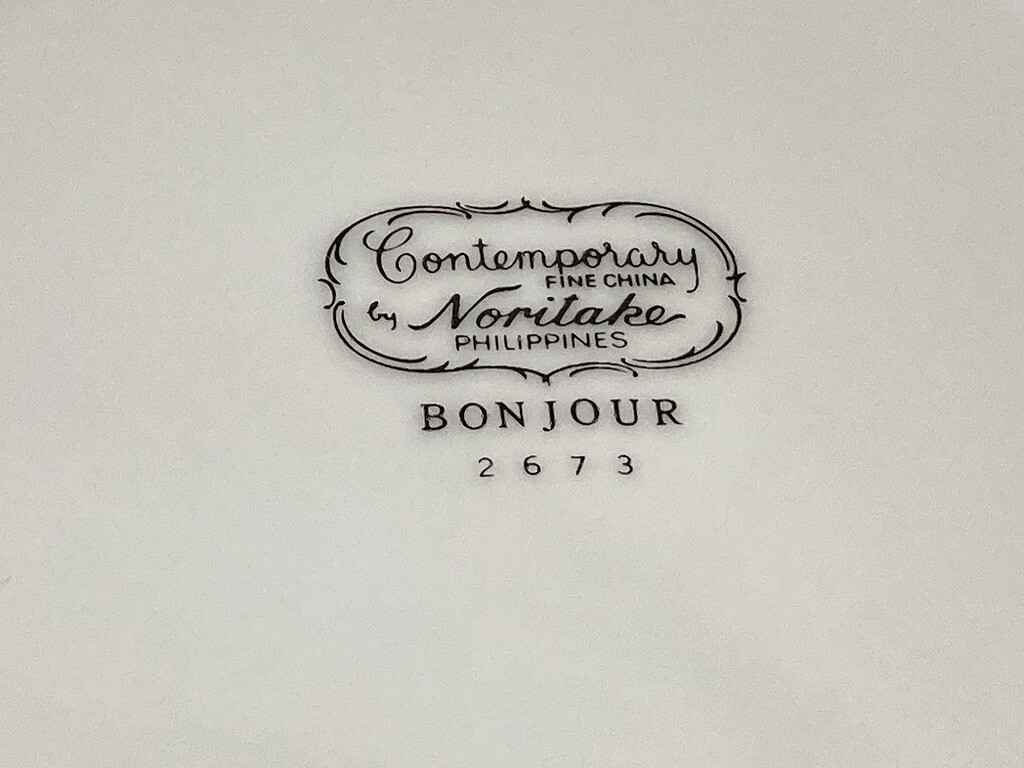 Contemporary
FINE CHINA
by Noritake
PHILIPPINES
BONJOUR
2673